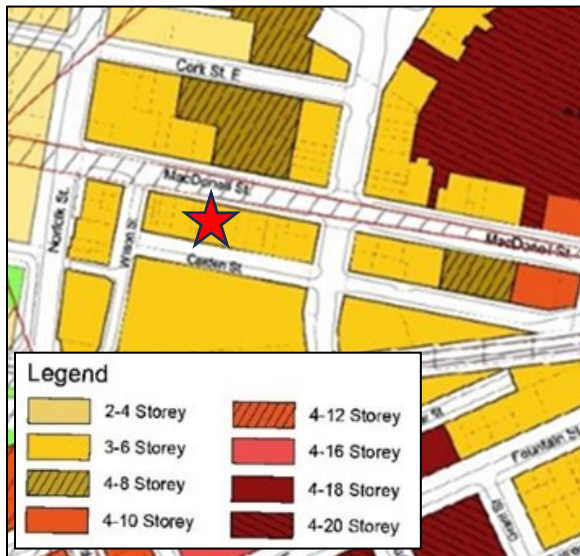 Cork St. E
MacDonell St.
Norfolk St.
Wilson St.
Carden St.
MacDonell St.
Legend
2-4 Storey
3-6 Storey
4-8 Storey
4-10 Storey
4-12 Storey
4-16 Storey
4-18 Storey
4-20 Storey
Fountain St
Grant St